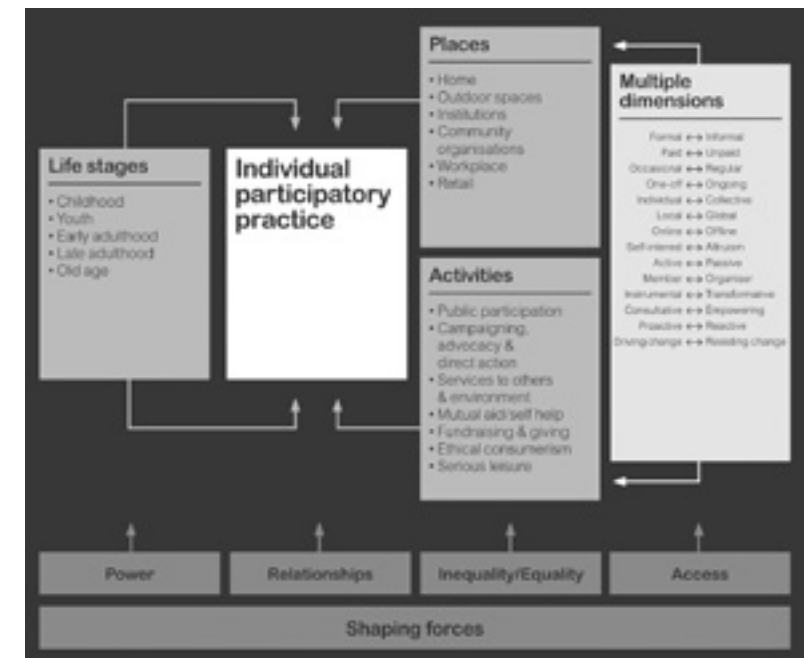 Places
• Home
• Outdoor spaces
• Institutions
• Community
organisations
• Workplace
• Retail
Multiple
dimensions
Formal ↔ Informal
Paid ↔ Unpaid
Occasional ↔ Regular
One-off ↔ Ongoing
Individual ↔ Collective
Local ↔ Global
Online ↔ Offline
Self-interest ↔ Altruism
Active ↔ Passive
Member ↔ Organiser
Instrumental ↔ Transformative
Consultative ↔ Empowering
Proactive ↔ Reactive
Driving change ↔ Resisting change
Life stages
• Childhood
• Youth
• Early adulthood
• Late adulthood
• Old age
Individual
participatory
practice
Activities
• Public participation
• Campaigning,
advocacy &
direct action
• Services to others
& environment
• Mutual aid/self help
• Fundraising & giving
• Ethical consumerism
• Serious leisure
Power
Relationships
Inequality/Equality
Access
Shaping forces